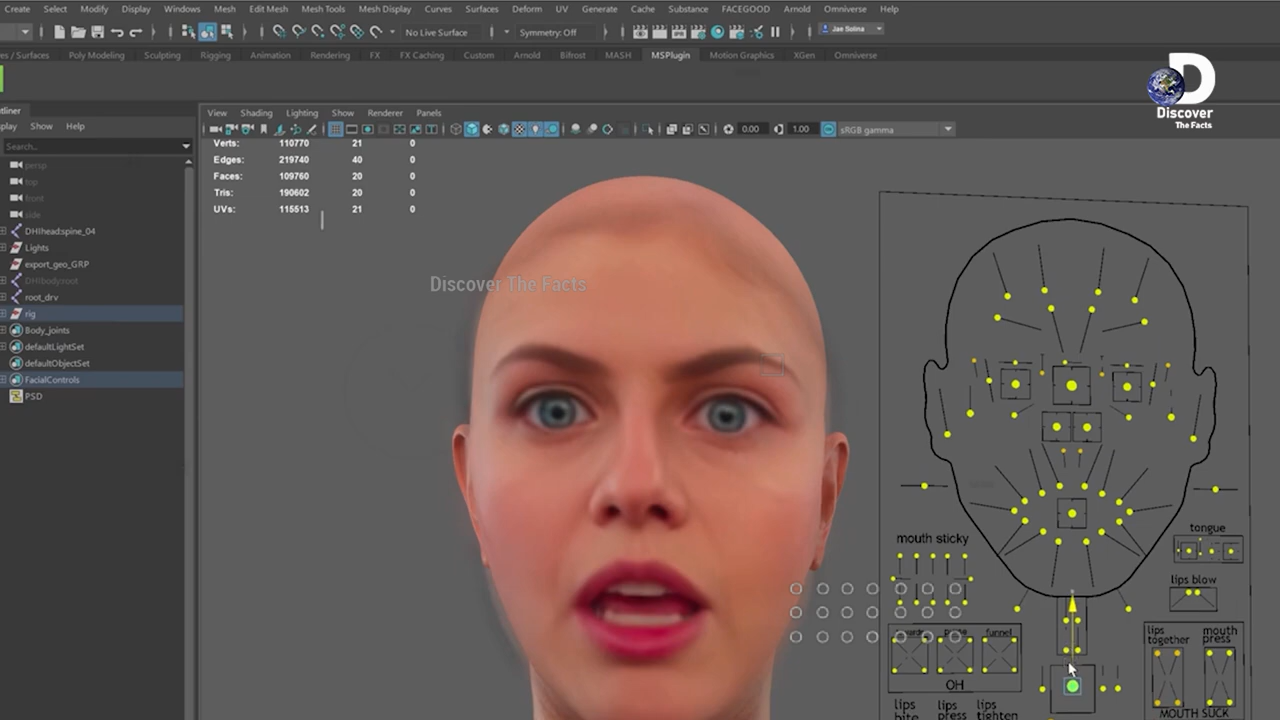 Create Select Modify Display Windows Mesh Edit Mesh Mesh Tools Mesh Display Curves Surfaces Deform UV Generate Cache Substance FACEGOOD Arnold Omniverse Help
No Live Surface Symmetry: Off Jae Solina
es / Surfaces Poly Modeling Sculpting Rigging Animation Rendering FX FX Caching Custom Arnold Bifrost MASH MSPlugin Motion Graphics XGen Omniverse
D
Discover
The Facts
utliner
play Show Help
View Shading Lighting Show Renderer Panels
0.00 1.00 sRGB gamma
Search...
Verts: 110770 21 0
Edges: 219740 40 0
Faces: 109760 20 0
Tris: 190602 20 0
UVs: 115513 21 0
persp
top
front
side
DHIhead:spine_04
Lights
export_geo_GRP
DHIbody:root
root_drv
rig
Body_joints
defaultLightSet
defaultObjectSet
FacialControls
PSD
Discover The Facts
mouth sticky
tongue
lips blow
funnel
OH
lips together
mouth press
MOUTH SUCK
lips bite
lips press
lips tighten